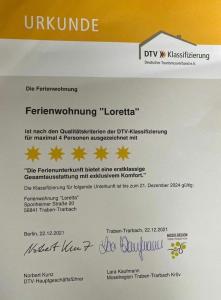 URKUNDE
DTV Klassifizierung
Deutscher Tourismusverband e.V.
Die Ferienwohnung
Ferienwohnung "Loretta"
ist nach den Qualitätskriterien der DTV-Klassifizierung
für maximal 4 Personen ausgezeichnet mit
"Die Ferienunterkunft bietet eine erstklassige
Gesamtausstattung mit exklusivem Komfort."
Die Klassifizierung für folgende Unterkunft ist bis zum 21. Dezember 2024 gültig:
Ferienwohnung "Loretta"
Sponheimer Straße 20
56841 Traben-Trarbach
Berlin, 22.12.2021
Traben-Trarbach, 22.12.2021
Norbert Kunz
Norbert Kunz
DTV-Hauptgeschäftsführer
Lara Kaufmann
Moselregion Traben-Trarbach Kröv